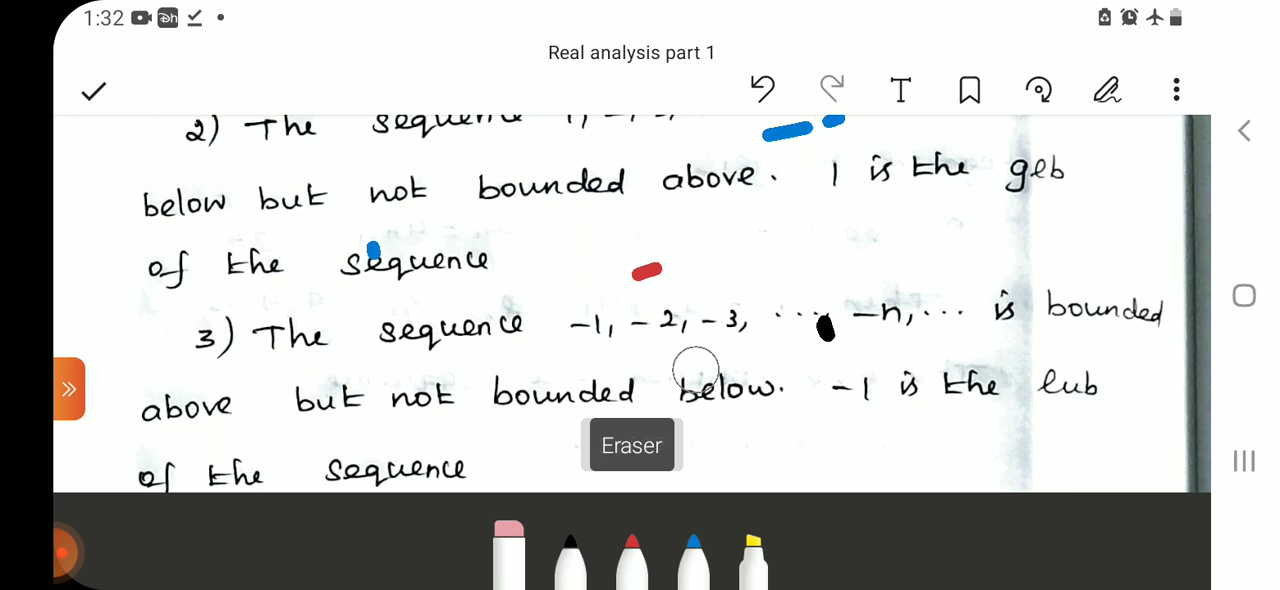 1:32
Real analysis part 1
2) The sequence
below but not bounded above. 1 is the glb
of the sequence
3) The sequence -1, -2, -3, .... -n, ... is bounded
above but not bounded below. -1 is the lub
of the sequence
Eraser